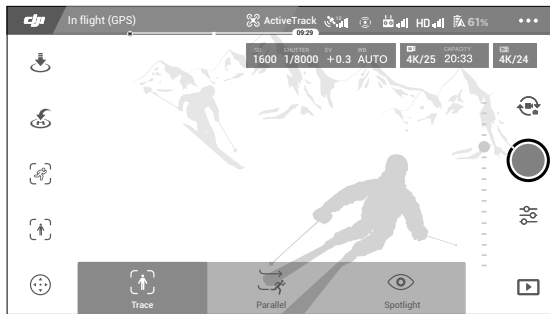 dji In flight (GPS) ActiveTrack HD 61%
09:29
ISO SHUTTER EV WB CAPACITY
1600 1/8000 +0.3 AUTO 4K/25 20:33 4K/24
H
Trace Parallel Spotlight